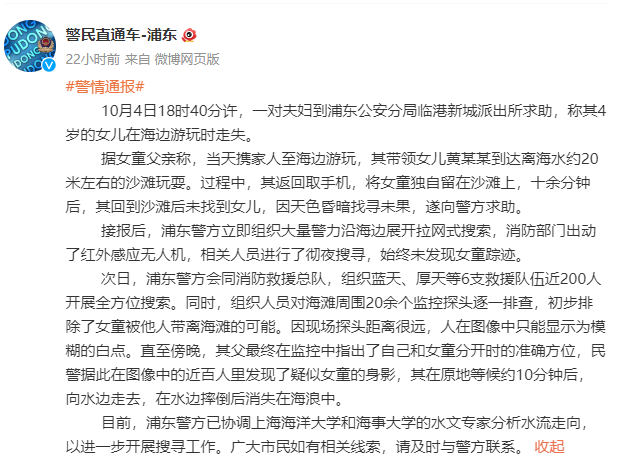 警民直通车-浦东
22小时前 来自 微博网页版
#警情通报#
10月4日18时40分许，一对夫妇到浦东公安分局临港新城派出所求助，称其4
岁的女儿在海边游玩时走失。
据女童父亲称，当天携家人至海边游玩，其带领女儿黄某某到达离海水约20
米左右的沙滩玩耍。过程中，其返回取手机，将女童独自留在沙滩上，十余分钟
后，其回到沙滩后未找到女儿，因天色昏暗找寻未果，遂向警方求助。
接报后，浦东警方立即组织大量警力沿海边展开拉网式搜索，消防部门出动
了红外感应无人机，相关人员进行了彻夜搜寻，始终未发现女童踪迹。
次日，浦东警方会同消防救援总队，组织蓝天、厚天等6支救援队伍近200人
开展全方位搜索。同时，组织人员对海滩周围20余个监控探头逐一排查，初步排
除了女童被他人带离海滩的可能。因现场探头距离很远，人在图像中只能显示为模
糊的白点。直至傍晚，其父最终在监控中指出了自己和女童分开时的准确方位，民
警据此在图像中的近百人里发现了疑似女童的身影，其在原地等候约10分钟后，
向水边走去，在水边摔倒后消失在海浪中。
目前，浦东警方已协调上海海洋大学和海事大学的水文专家分析水流走向，
以进一步开展搜寻工作。广大市民如有相关线索，请及时与警方联系。 收起